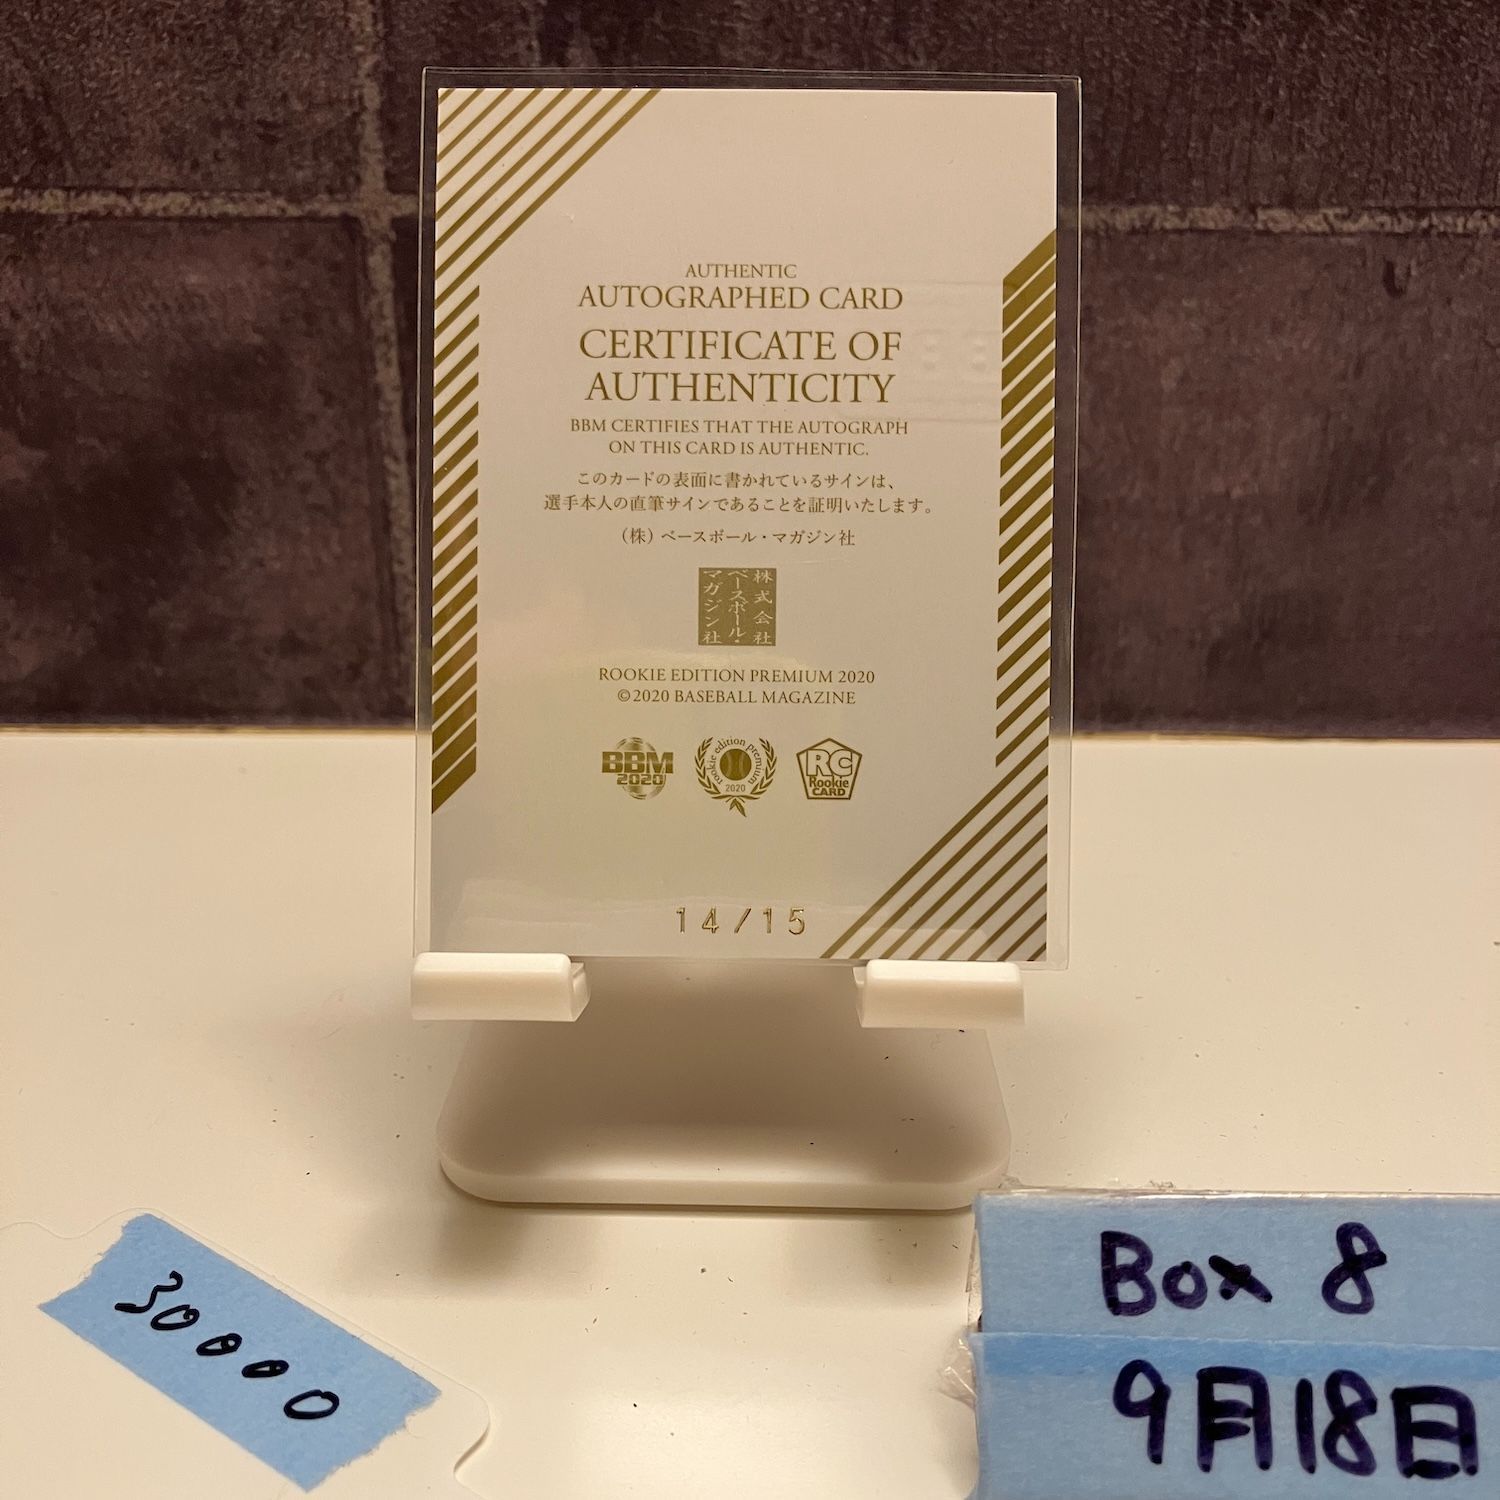 AUTHENTIC
AUTOGRAPHED CARD
CERTIFICATE OF
AUTHENTICITY
BBM CERTIFIES THAT THE AUTOGRAPH
ON THIS CARD IS AUTHENTIC.
このカードの表面に書かれているサインは、
選手本人の直筆サインであることを証明いたします。
(株) ベースボール・マガジン社
株式会社
ベースボール・
マガジン社
ROOKIE EDITION PREMIUM 2020
©2020 BASEBALL MAGAZINE
BBM
2020
rookie edition premium
2020
RC
Rookie
CARD
14/15
30000
Box 8
9月18日